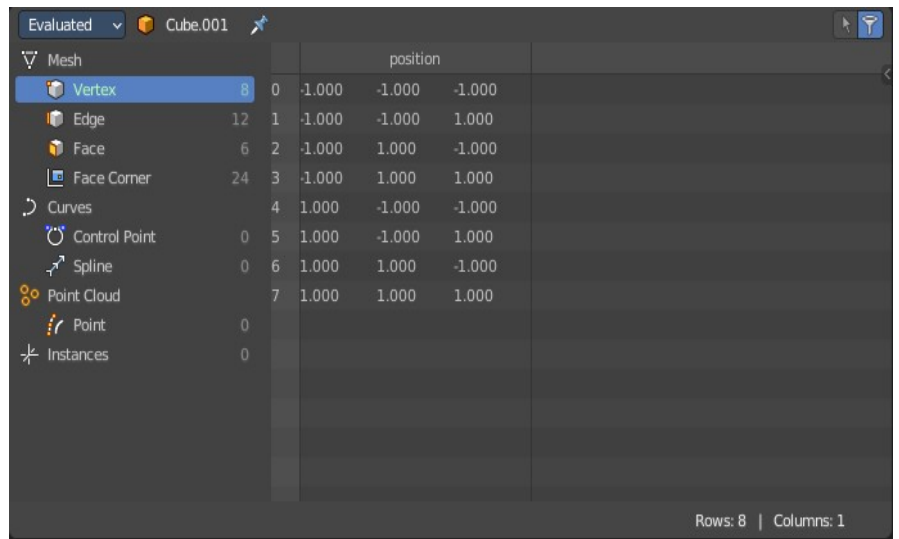 Evaluated Cube.001
Mesh position
Vertex 8 0 -1.000 -1.000 -1.000
Edge 12 1 -1.000 -1.000 1.000
Face 6 2 -1.000 1.000 -1.000
Face Corner 24 3 -1.000 1.000 1.000
Curves 4 1.000 -1.000 -1.000
Control Point 0 5 1.000 -1.000 1.000
Spline 0 6 1.000 1.000 -1.000
Point Cloud 7 1.000 1.000 1.000
Point 0
Instances 0
Rows: 8 | Columns: 1